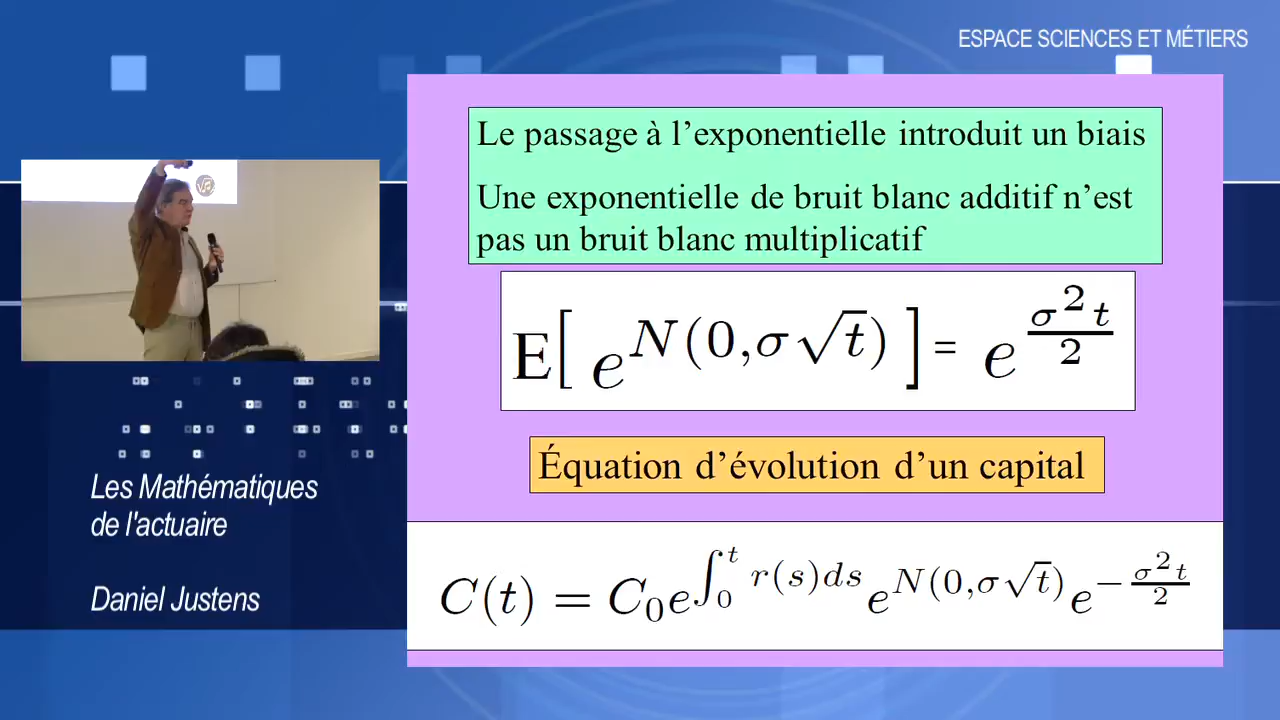 ESPACE SCIENCES ET MÉTIERS
Le passage à l’exponentielle introduit un biais
Une exponentielle de bruit blanc additif n’est
pas un bruit blanc multiplicatif
E[ e^{N(0,σ√t)} ] = e^{σ²t/2}
Équation d’évolution d’un capital
C(t) = C₀e^{∫₀^t r(s)ds} e^{N(0,σ√t)} e^{−σ²t/2}
Les Mathématiques
de l'actuaire
Daniel Justens